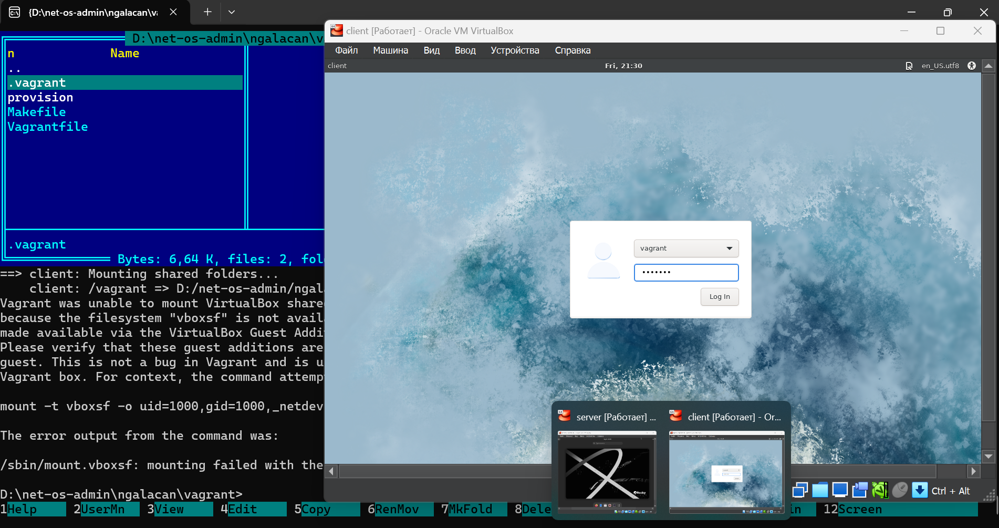 {D:\net-os-admin\ngalacan\va
D:\net-os-admin\ngalacan\v
n Name
..
.vagrant
provision
Makefile
Vagrantfile
.vagrant
Bytes: 6,64 K, files: 2, fol
==> client: Mounting shared folders...
client: /vagrant => D:/net-os-admin/ngal
Vagrant was unable to mount VirtualBox share
because the filesystem "vboxsf" is not avail
made available via the VirtualBox Guest Addi
Please verify that these guest additions are
guest. This is not a bug in Vagrant and is u
Vagrant box. For context, the command attemp
mount -t vboxsf -o uid=1000,gid=1000,_netdev
The error output from the command was:
/sbin/mount.vboxsf: mounting failed with the
D:\net-os-admin\ngalacan\vagrant>
1Help 2UserMn 3View 4Edit 5Copy 6RenMov 7MkFold 8Dele in 12Screen
client [Работает] - Oracle VM VirtualBox
Файл Машина Вид Ввод Устройства Справка
client Fri, 21:30 en_US.utf8
vagrant
•••••••
Log In
server [Работает] ... client [Работает] - Or...
Rocky
Ctrl + Alt